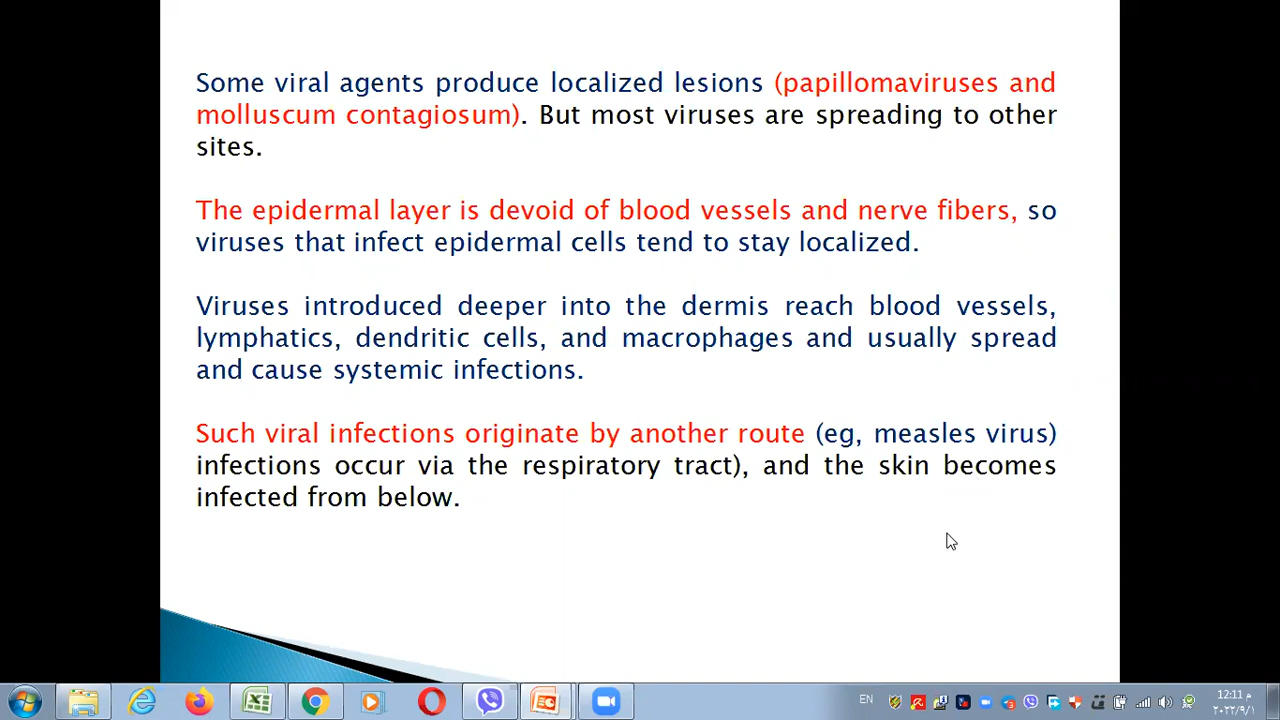 Some viral agents produce localized lesions (papillomaviruses and
molluscum contagiosum). But most viruses are spreading to other
sites.
The epidermal layer is devoid of blood vessels and nerve fibers, so
viruses that infect epidermal cells tend to stay localized.
Viruses introduced deeper into the dermis reach blood vessels,
lymphatics, dendritic cells, and macrophages and usually spread
and cause systemic infections.
Such viral infections originate by another route (eg, measles virus)
infections occur via the respiratory tract), and the skin becomes
infected from below.
EN
12:11 م
٢٠٢٢/٩/١